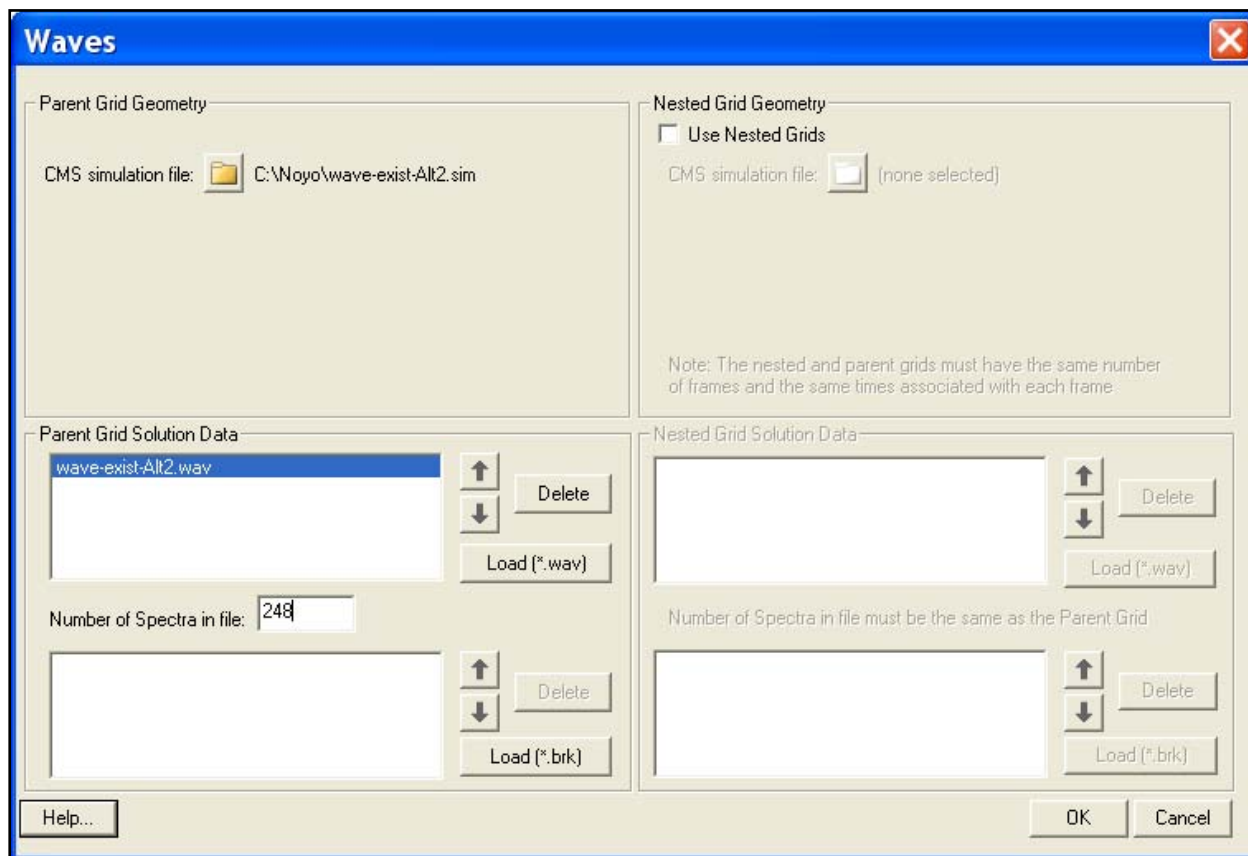 Waves
Parent Grid Geometry
CMS simulation file: C:\Noyo\wave-exist-Alt2.sim
Nested Grid Geometry
Use Nested Grids
CMS simulation file: (none selected)
Note: The nested and parent grids must have the same number
of frames and the same times associated with each frame
Parent Grid Solution Data
wave-exist-Alt2.wav
Delete
Load (*.wav)
Number of Spectra in file: 248
Delete
Load (*.brk)
Nested Grid Solution Data
Delete
Load (*.wav)
Number of Spectra in file must be the same as the Parent Grid
Delete
Load (*.brk)
Help...
OK
Cancel